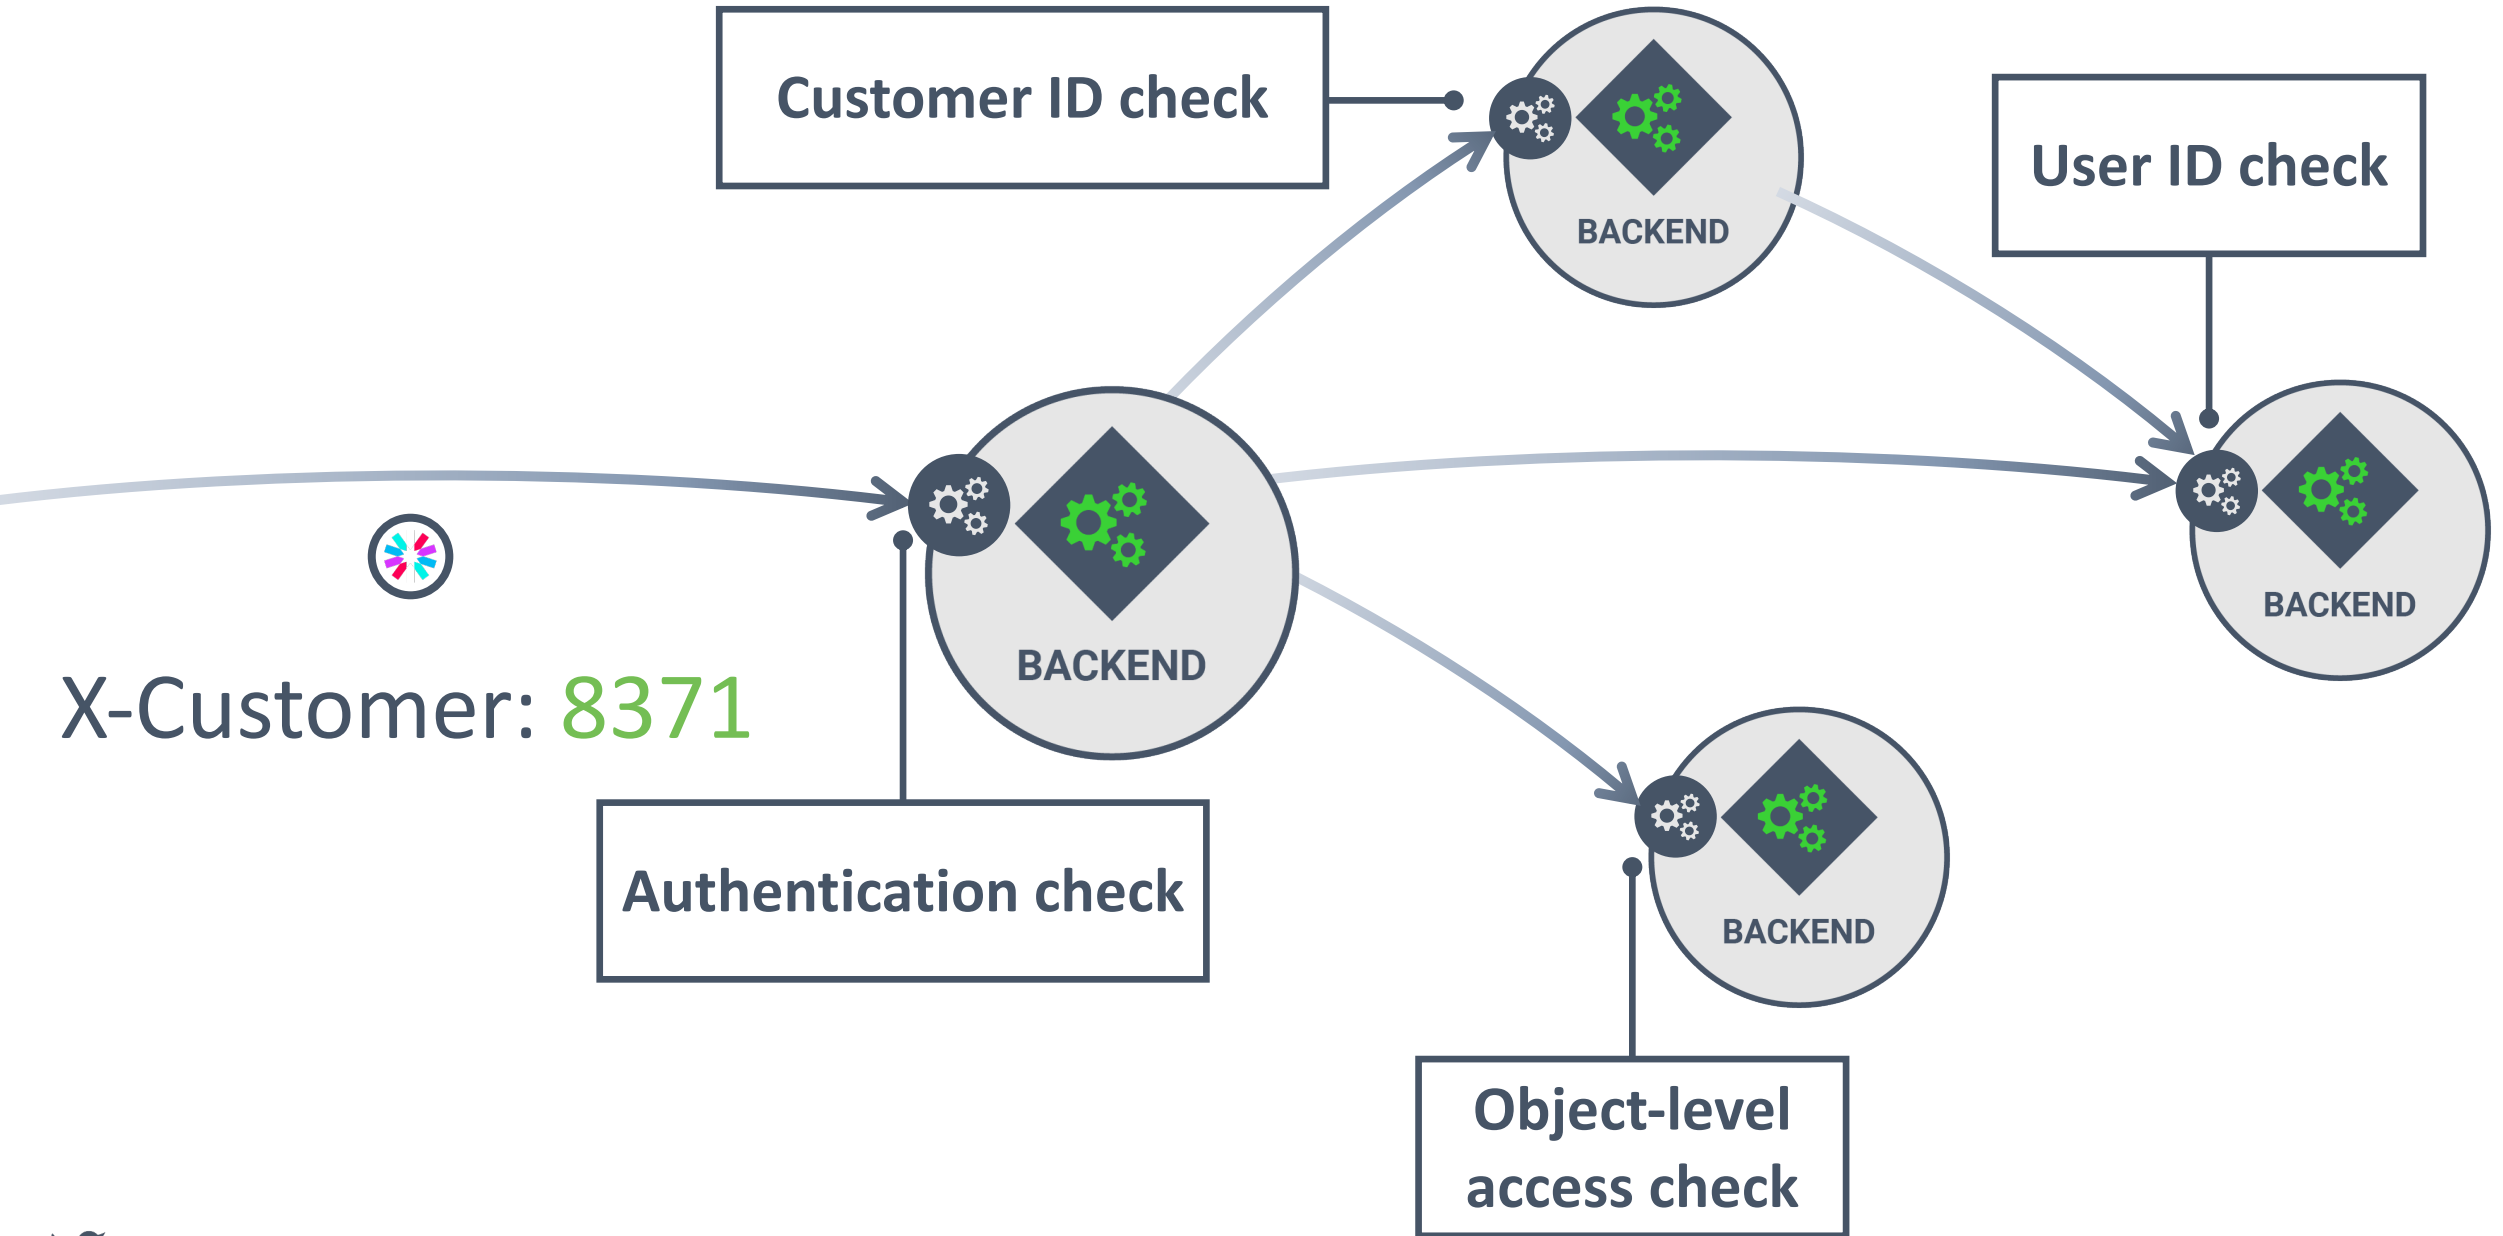 Customer ID check
User ID check
BACKEND
BACKEND
BACKEND
X-Customer: 8371
Authentication check
BACKEND
Object-level
access check